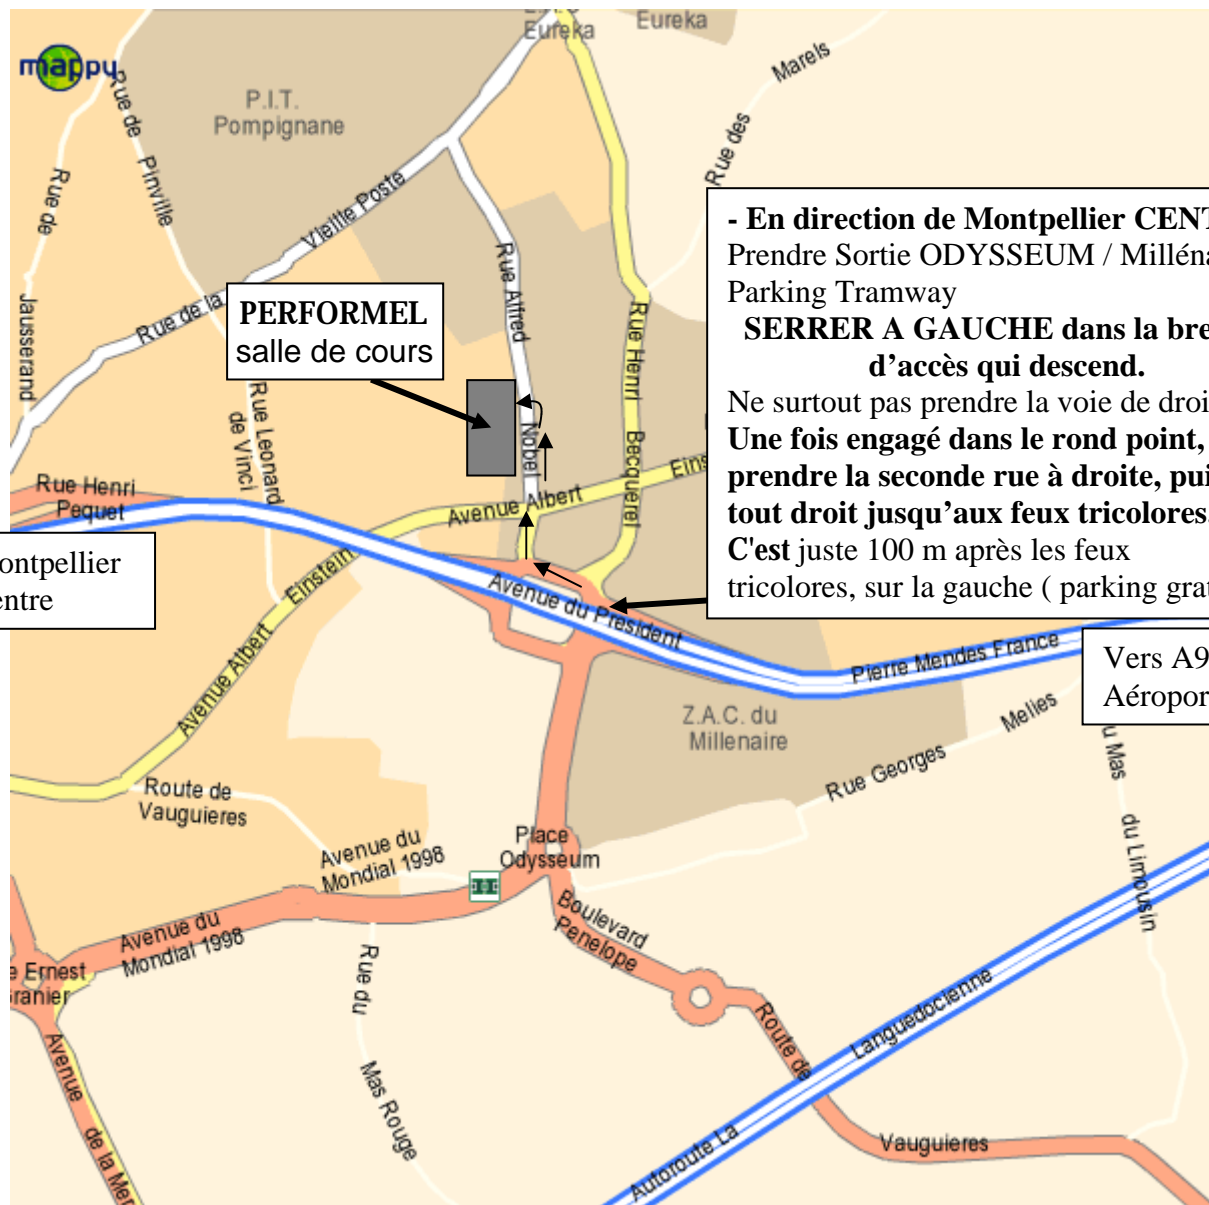 mappy
Eureka
Eureka
P.I.T.
Pompignane
Rue de Pinville
Rue de Jausserand
Rue des Marels
Rue de la Vieille Poste
Rue Alfred Nobel
Rue Henri Becquerel
Rue Leonard
de Vinci
PERFORMEL
salle de cours
- En direction de Montpellier CENT
Prendre Sortie ODYSSEUM / Milléna
Parking Tramway
SERRER A GAUCHE dans la bre
d’accès qui descend.
Ne surtout pas prendre la voie de droi
Une fois engagé dans le rond point,
prendre la seconde rue à droite, pui
tout droit jusqu’aux feux tricolores.
C'est juste 100 m après les feux
tricolores, sur la gauche ( parking grat
Rue Henri
Pequet
ontpellier
entre
Avenue Albert Eins
Avenue Albert Einstein
Avenue du President Pierre Mendes France
Vers A9
Aéropor
Z.A.C. du
Millenaire
Rue Georges Melies
u Mas du Limousin
Route de
Vauguieres
Avenue du
Mondial 1998
Place
Odysseum
Avenue du
Mondial 1998
Boulevard
Penelope
e Ernest
ranier
Rue du Mas Rouge
Avenue de la Mer
Route de Vauguieres
Autoroute La Languedocienne